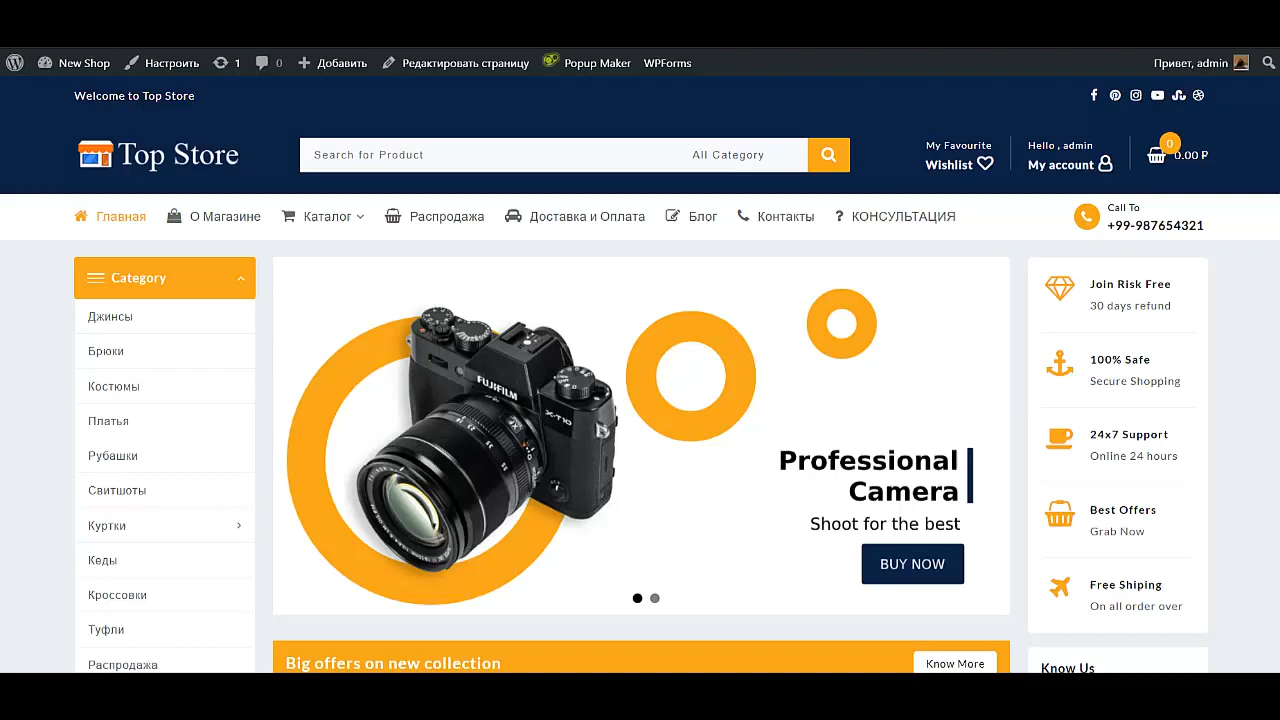 New Shop Настроить 1 0 Добавить Редактировать страницу Popup Maker WPForms Привет, admin
Welcome to Top Store
Top Store
Search for Product All Category
My Favourite
Wishlist
Hello , admin
My account
0
0.00 ₽
Главная О Магазине Каталог Распродажа Доставка и Оплата Блог Контакты ? КОНСУЛЬТАЦИЯ
Call To
+99-987654321
Category
Джинсы
Брюки
Костюмы
Платья
Рубашки
Свитшоты
Куртки
Кеды
Кроссовки
Туфли
Распродажа
FUJIFILM
X-T10
Professional
Camera
Shoot for the best
BUY NOW
Big offers on new collection
Know More
Join Risk Free
30 days refund
100% Safe
Secure Shopping
24x7 Support
Online 24 hours
Best Offers
Grab Now
Free Shiping
On all order over
Know Us